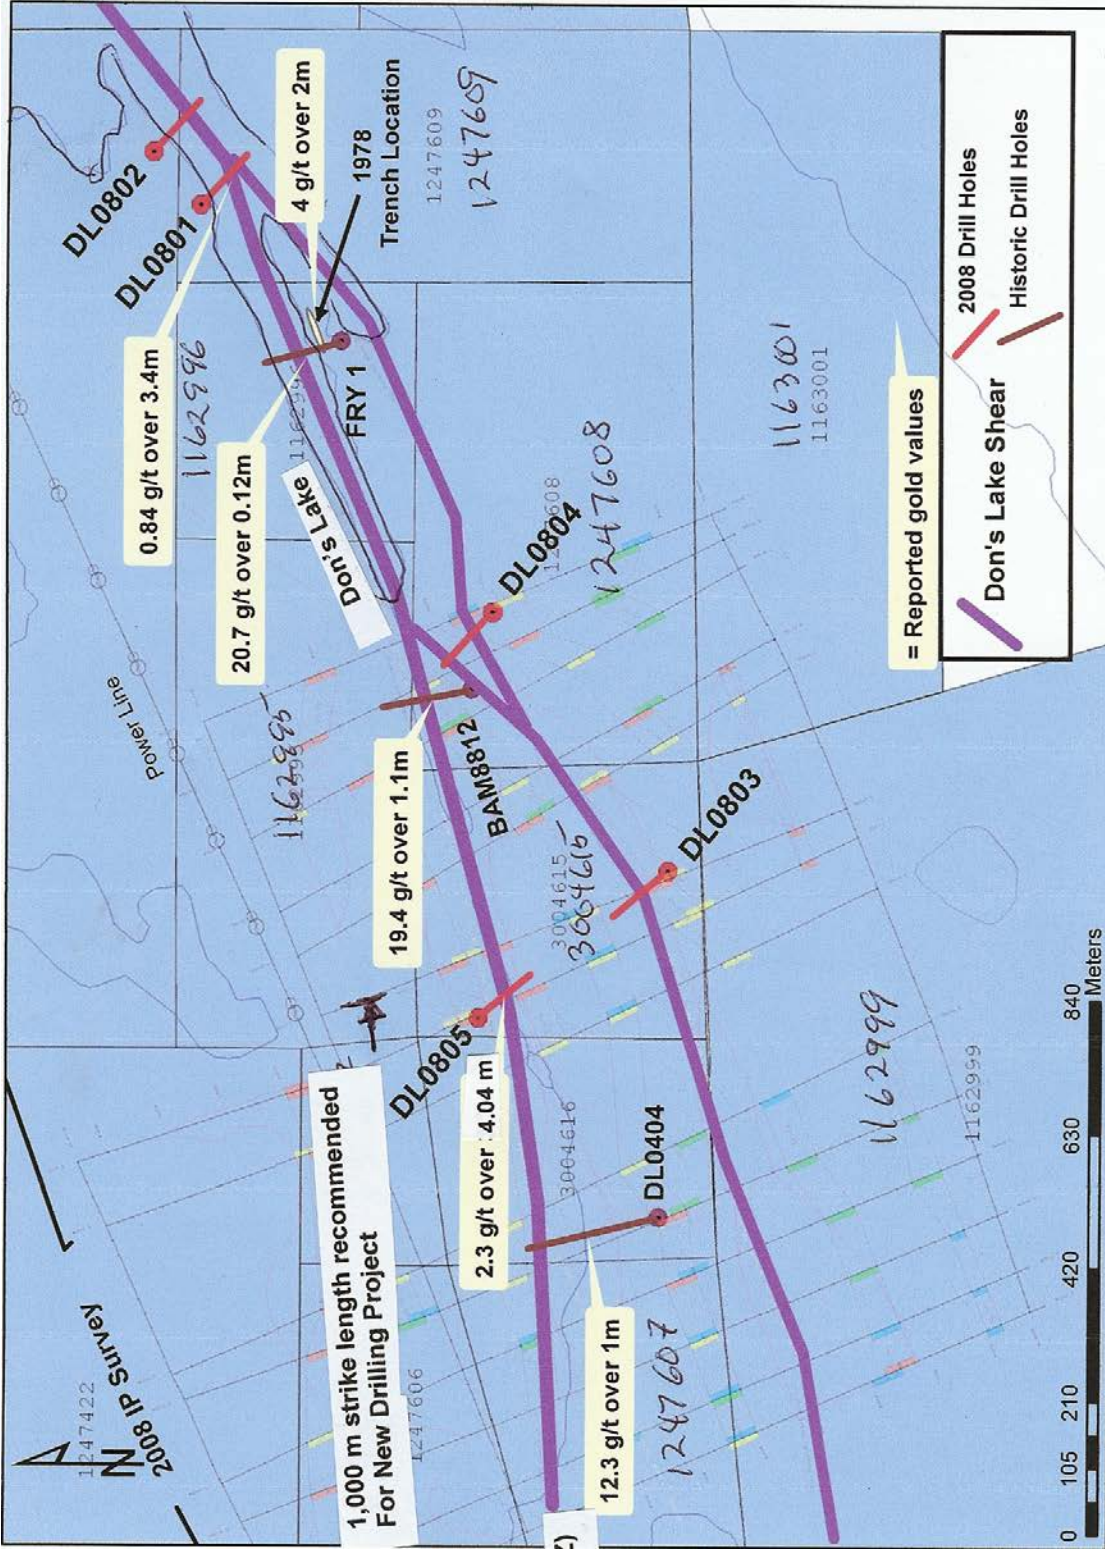 DL0802
DL0801
4 g/t over 2m
1978
Trench Location
1247609
1247609
0.84 g/t over 3.4m
1162996
FRY 1
20.7 g/t over 0.12m
Don's Lake
DL0804
1247608
1163001
1163001
Power Line
1162995
19.4 g/t over 1.1m
BAM8812
DL0803
3004615
3004615
DL0805
2.3 g/t over 4.04 m
3004616
DL0404
1162999
1162999
1,000 m strike length recommended
For New Drilling Project
1247606
12.3 g/t over 1m
1247607
1247422
N
2008 IP Survey
= Reported gold values
Don's Lake Shear
2008 Drill Holes
Historic Drill Holes
0 105 210 420 630 840
Meters